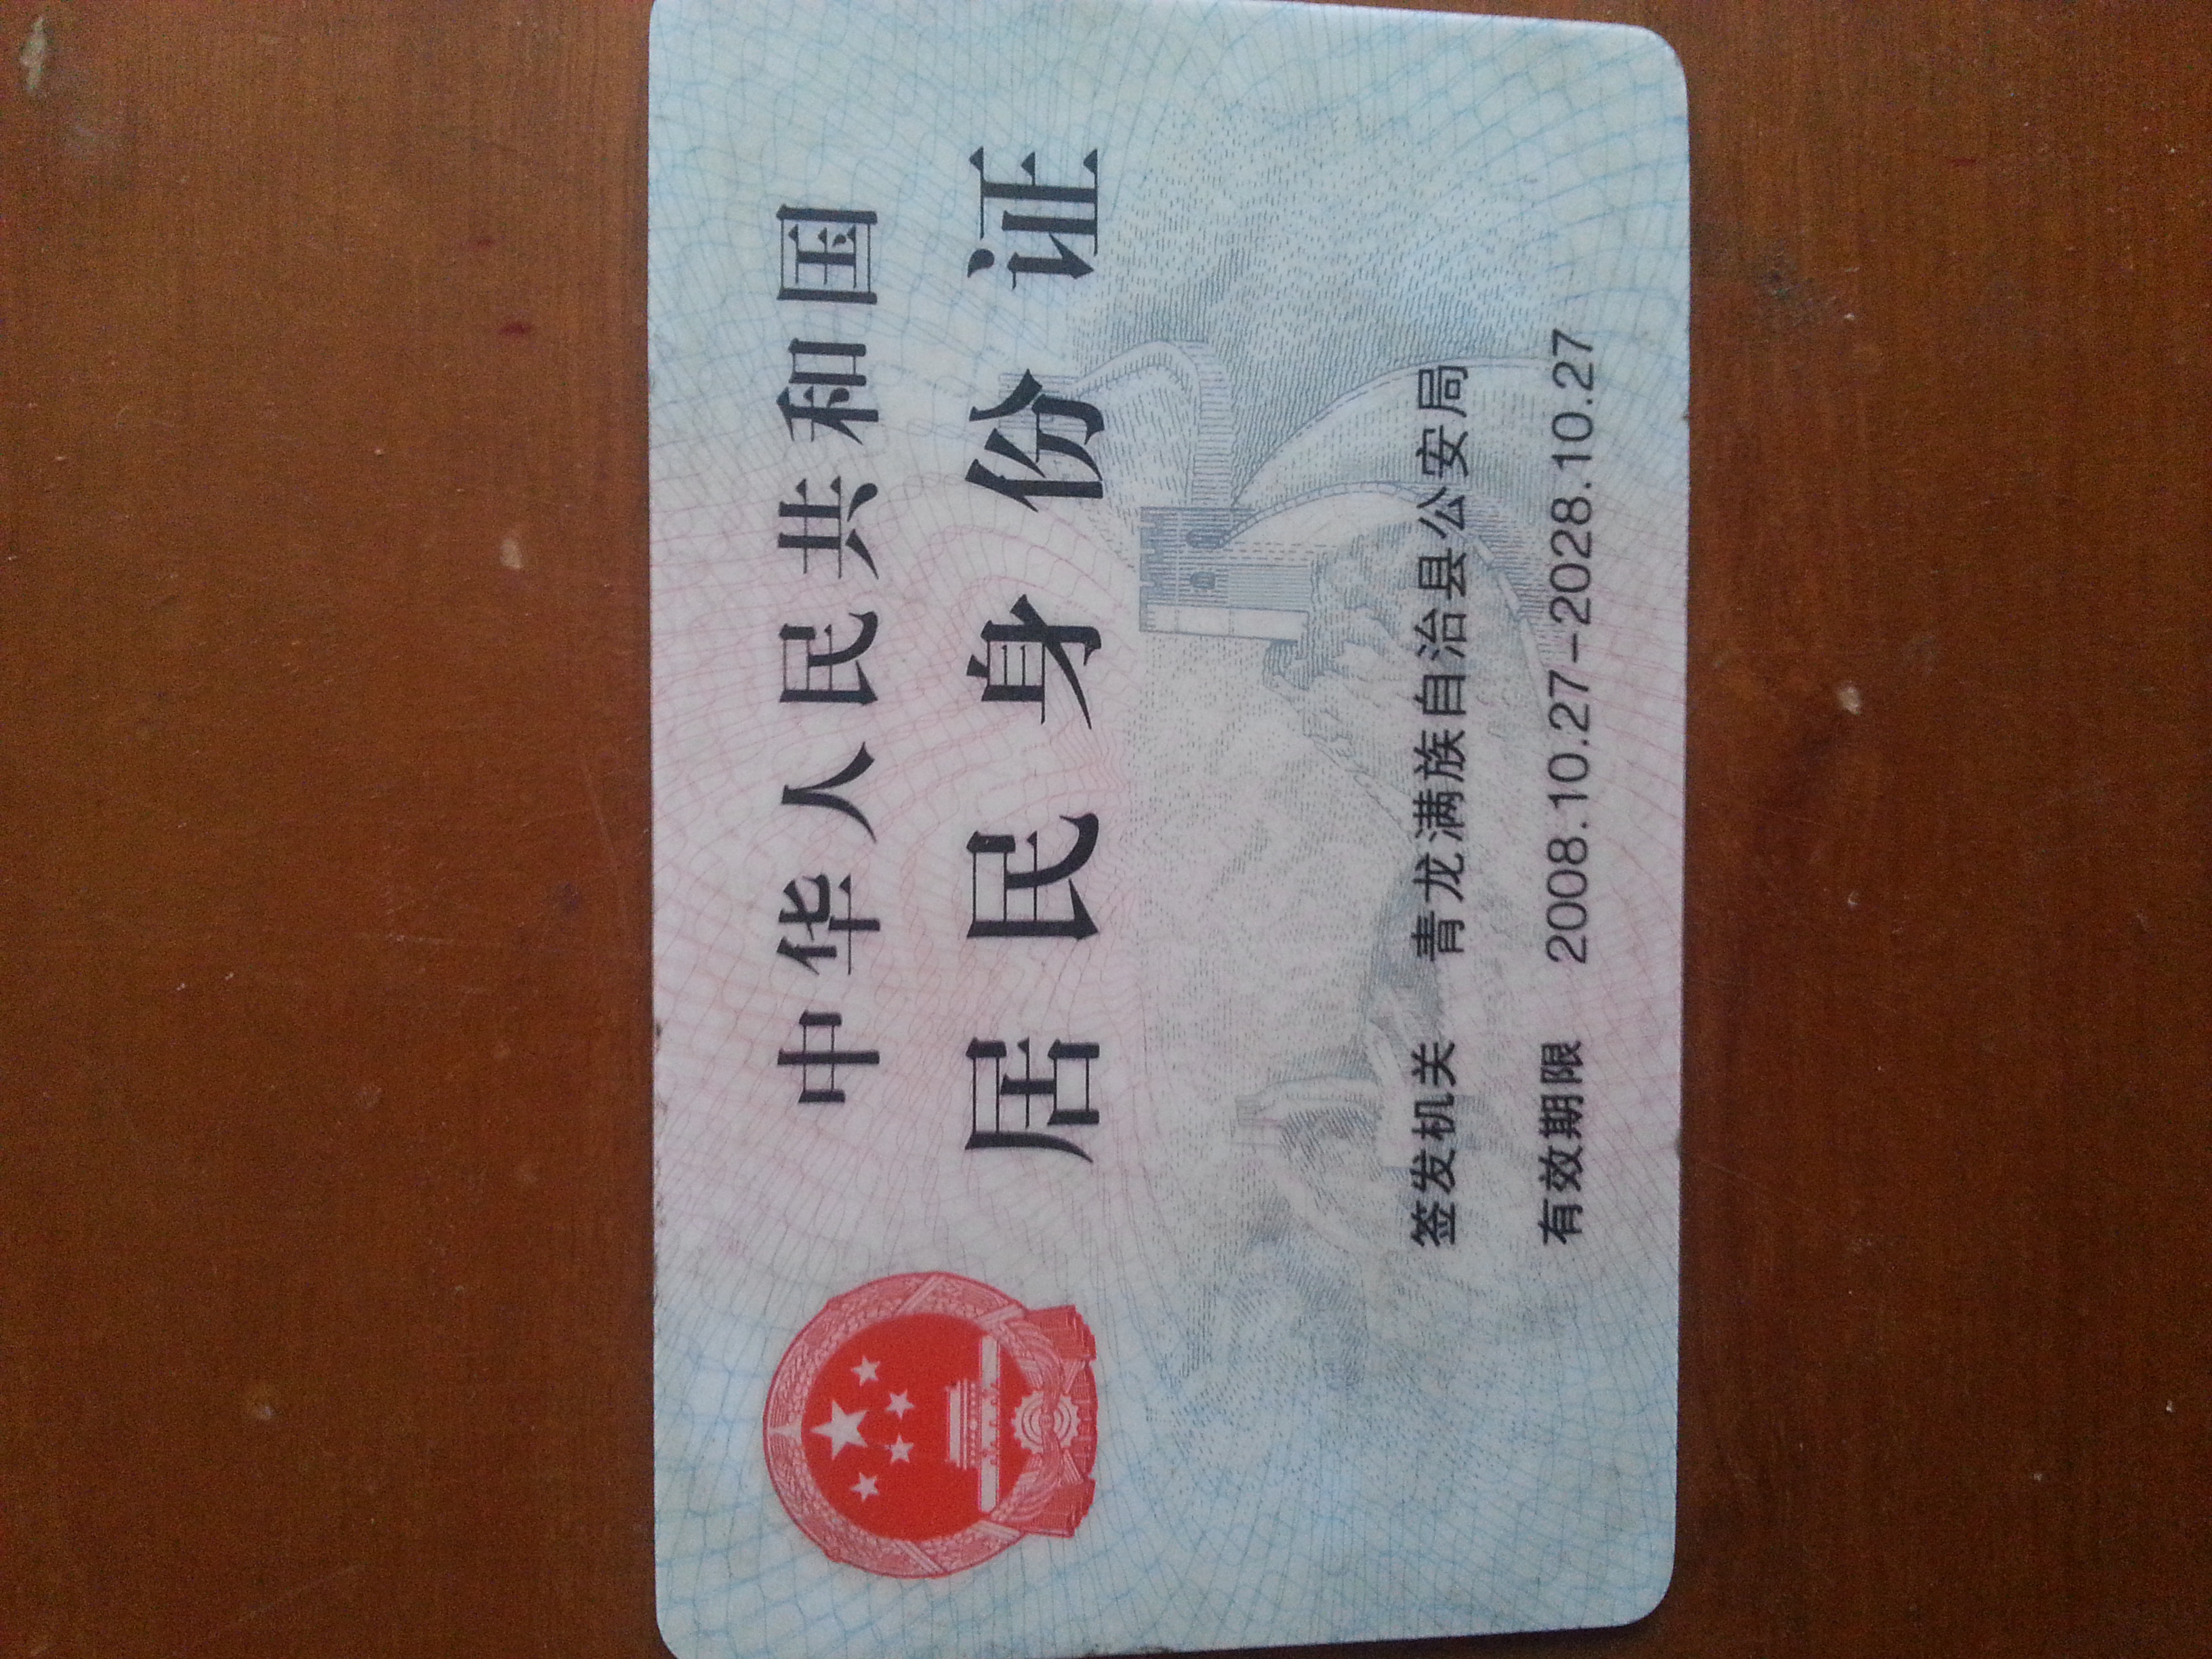 中华人民共和国
居民身份证
签发机关 青龙满族自治县公安局
有效期限 2008.10.27-2028.10.27